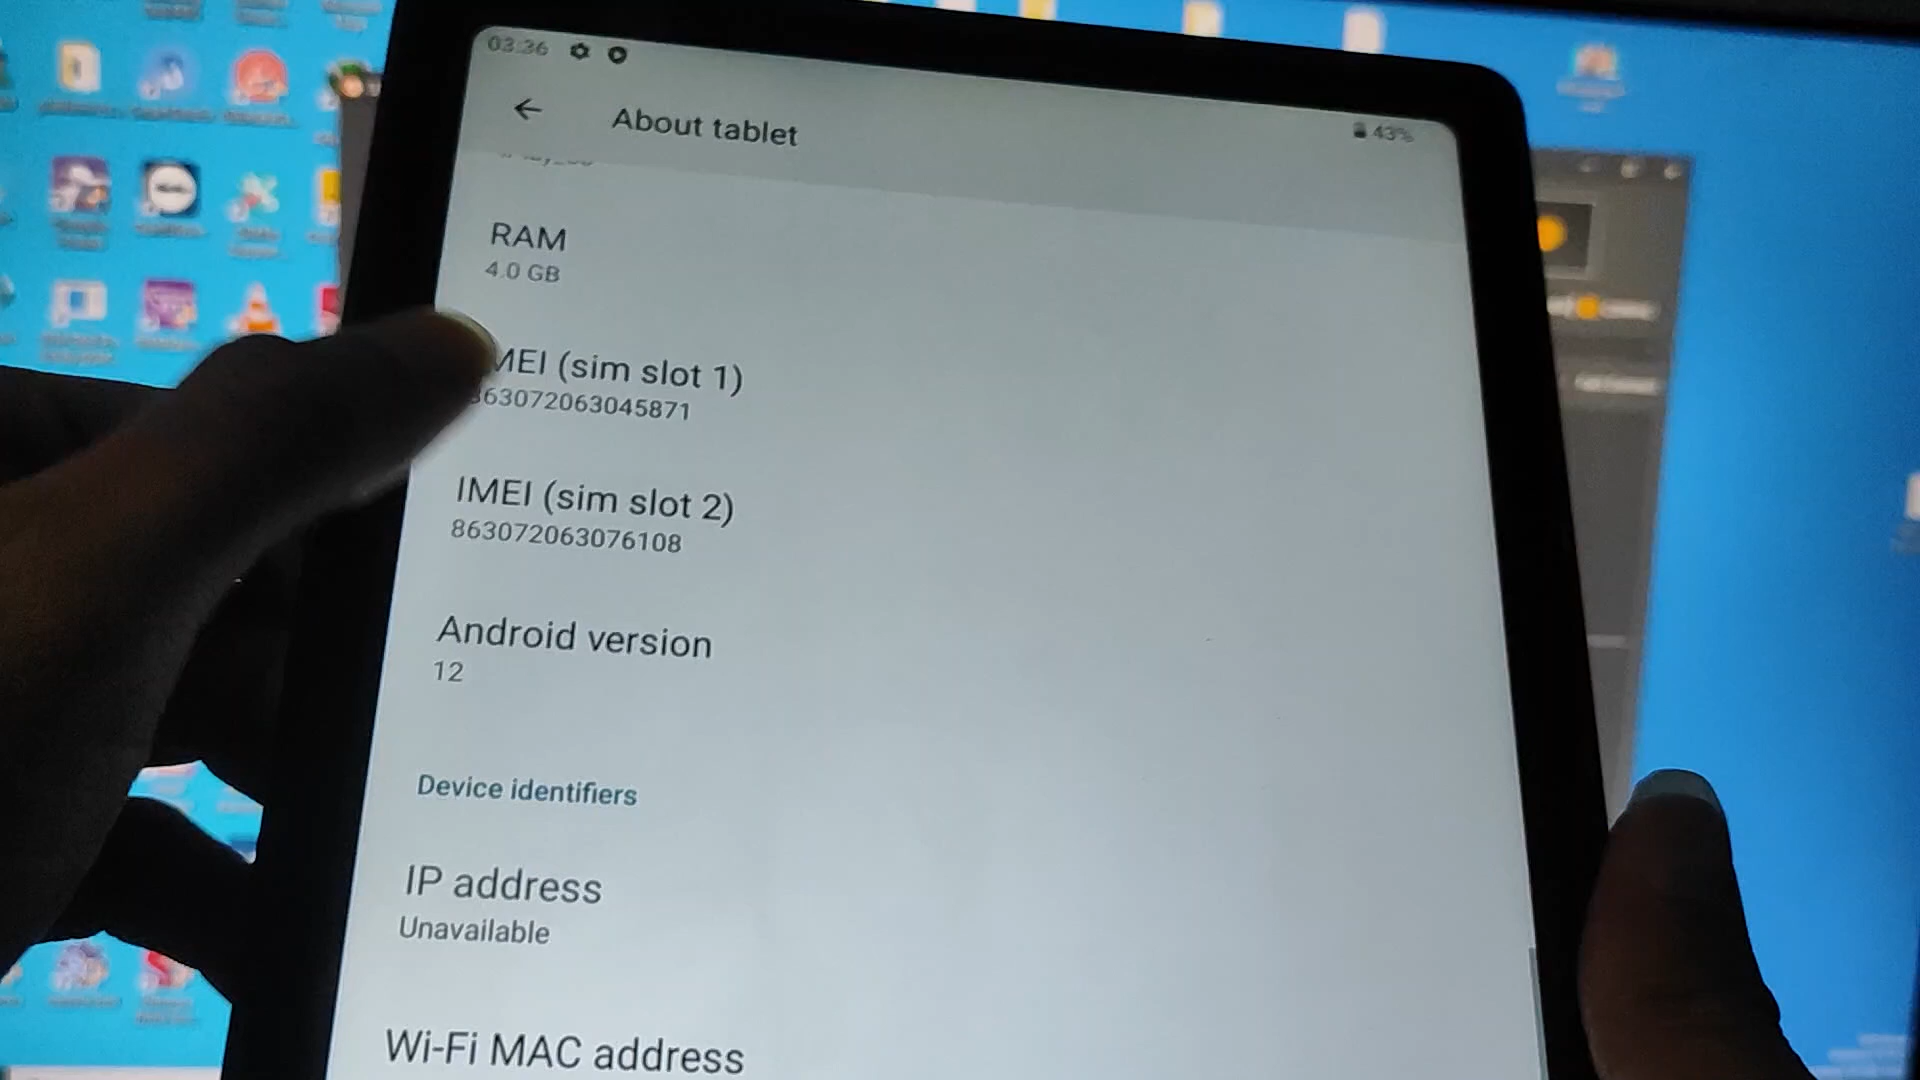 03:36
43%
About tablet
RAM
4.0 GB
MEI (sim slot 1)
863072063045871
IMEI (sim slot 2)
863072063076108
Android version
12
Device identifiers
IP address
Unavailable
Wi-Fi MAC address